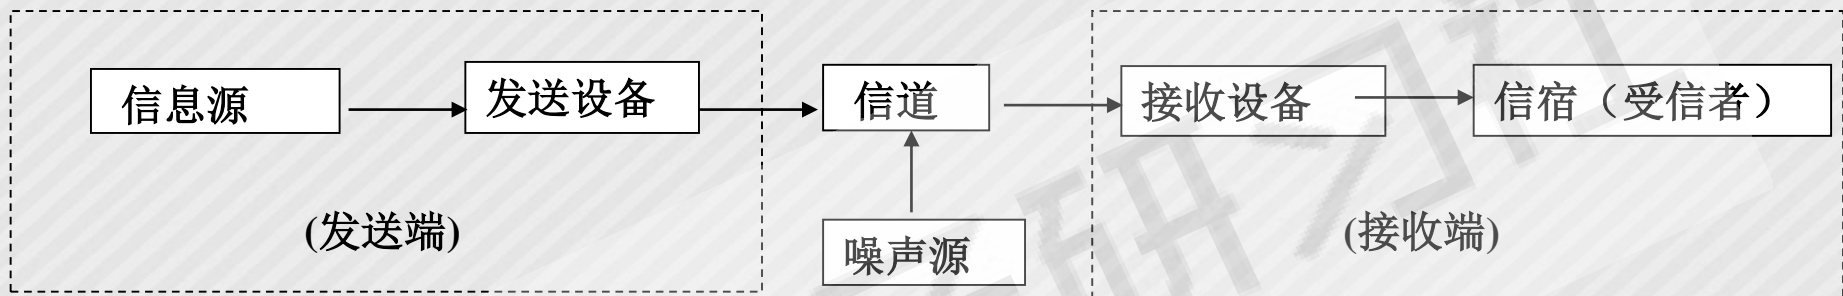 信息源
发送设备
信道
接收设备
信宿（受信者）
(发送端)
噪声源
(接收端)